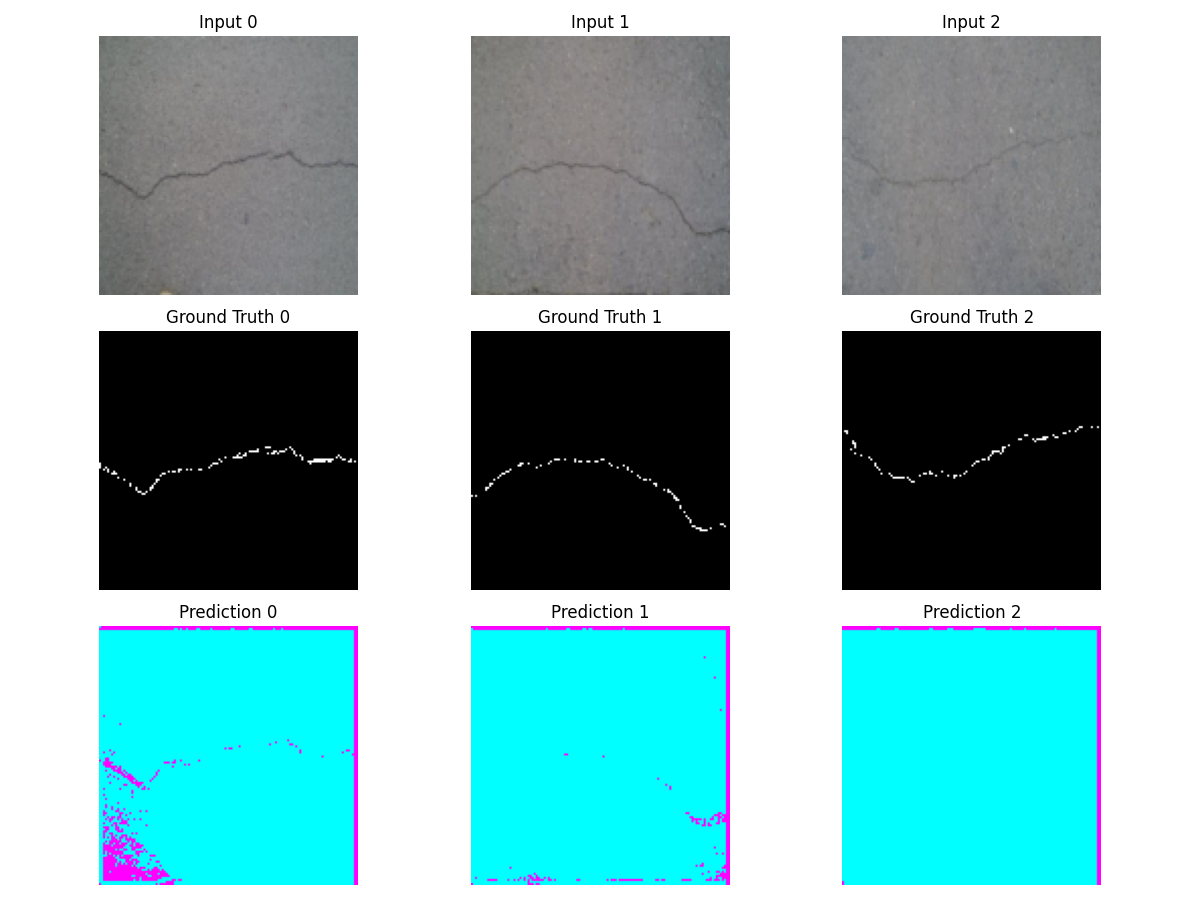 Input 0
Input 1
Input 2
Ground Truth 0
Ground Truth 1
Ground Truth 2
Prediction 0
Prediction 1
Prediction 2